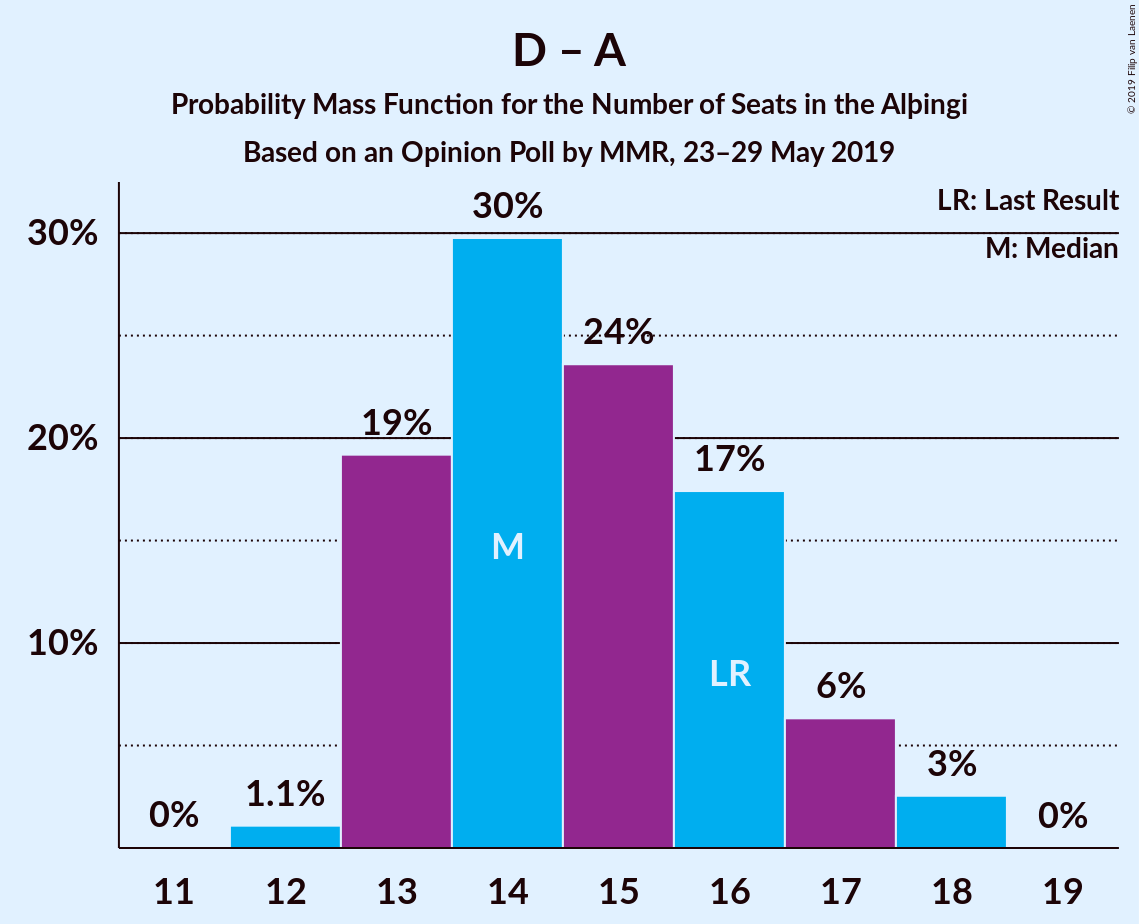 D – A
Probability Mass Function for the Number of Seats in the Alþingi
Based on an Opinion Poll by MMR, 23–29 May 2019
© 2019 Filip van Laenen
LR: Last Result
M: Median
30%
20%
10%
0%
1.1%
19%
30%
24%
17%
6%
3%
0%
M
LR
11 12 13 14 15 16 17 18 19